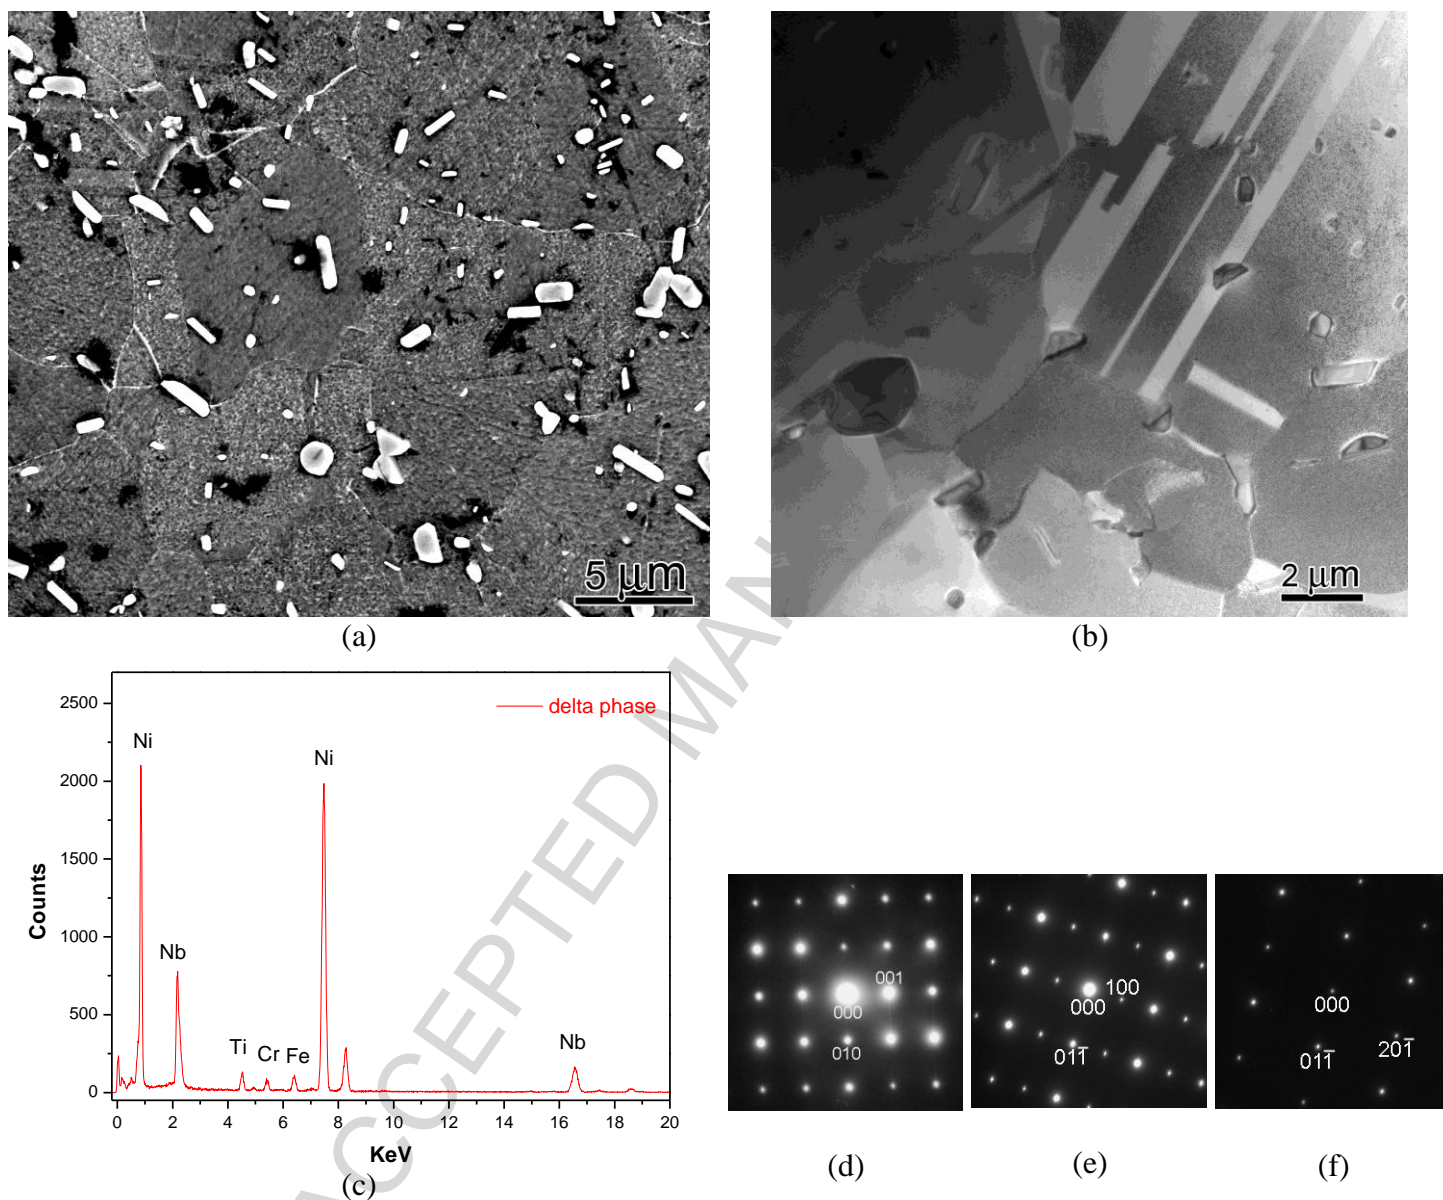 5 μm
2 μm
(a)
(b)
2500
2000
1500
1000
500
0
Counts
delta phase
Ni
Nb
Ti
Cr
Fe
Ni
Nb
0 2 4 6 8 10 12 14 16 18 20
KeV
(c)
001
000
010
(d)
100
000
011̅
(e)
000
011̅
201̅
(f)
ACCEPTED MAN